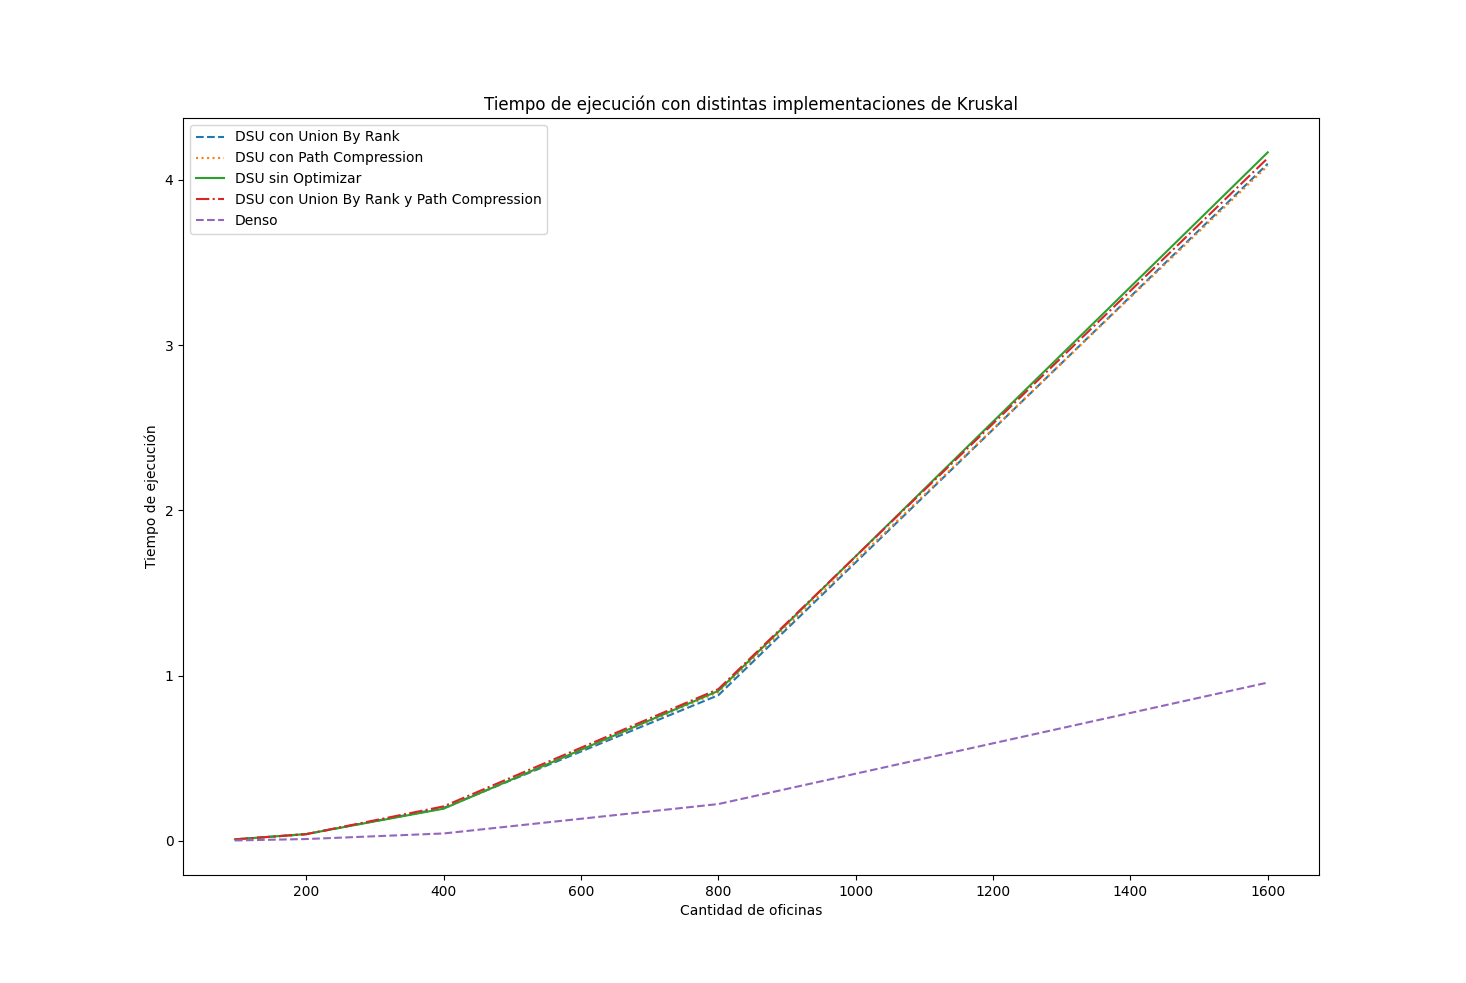 Tiempo de ejecución con distintas implementaciones de Kruskal
DSU con Union By Rank
DSU con Path Compression
DSU sin Optimizar
DSU con Union By Rank y Path Compression
Denso
4
3
2
1
0
Tiempo de ejecución
200 400 600 800 1000 1200 1400 1600
Cantidad de oficinas